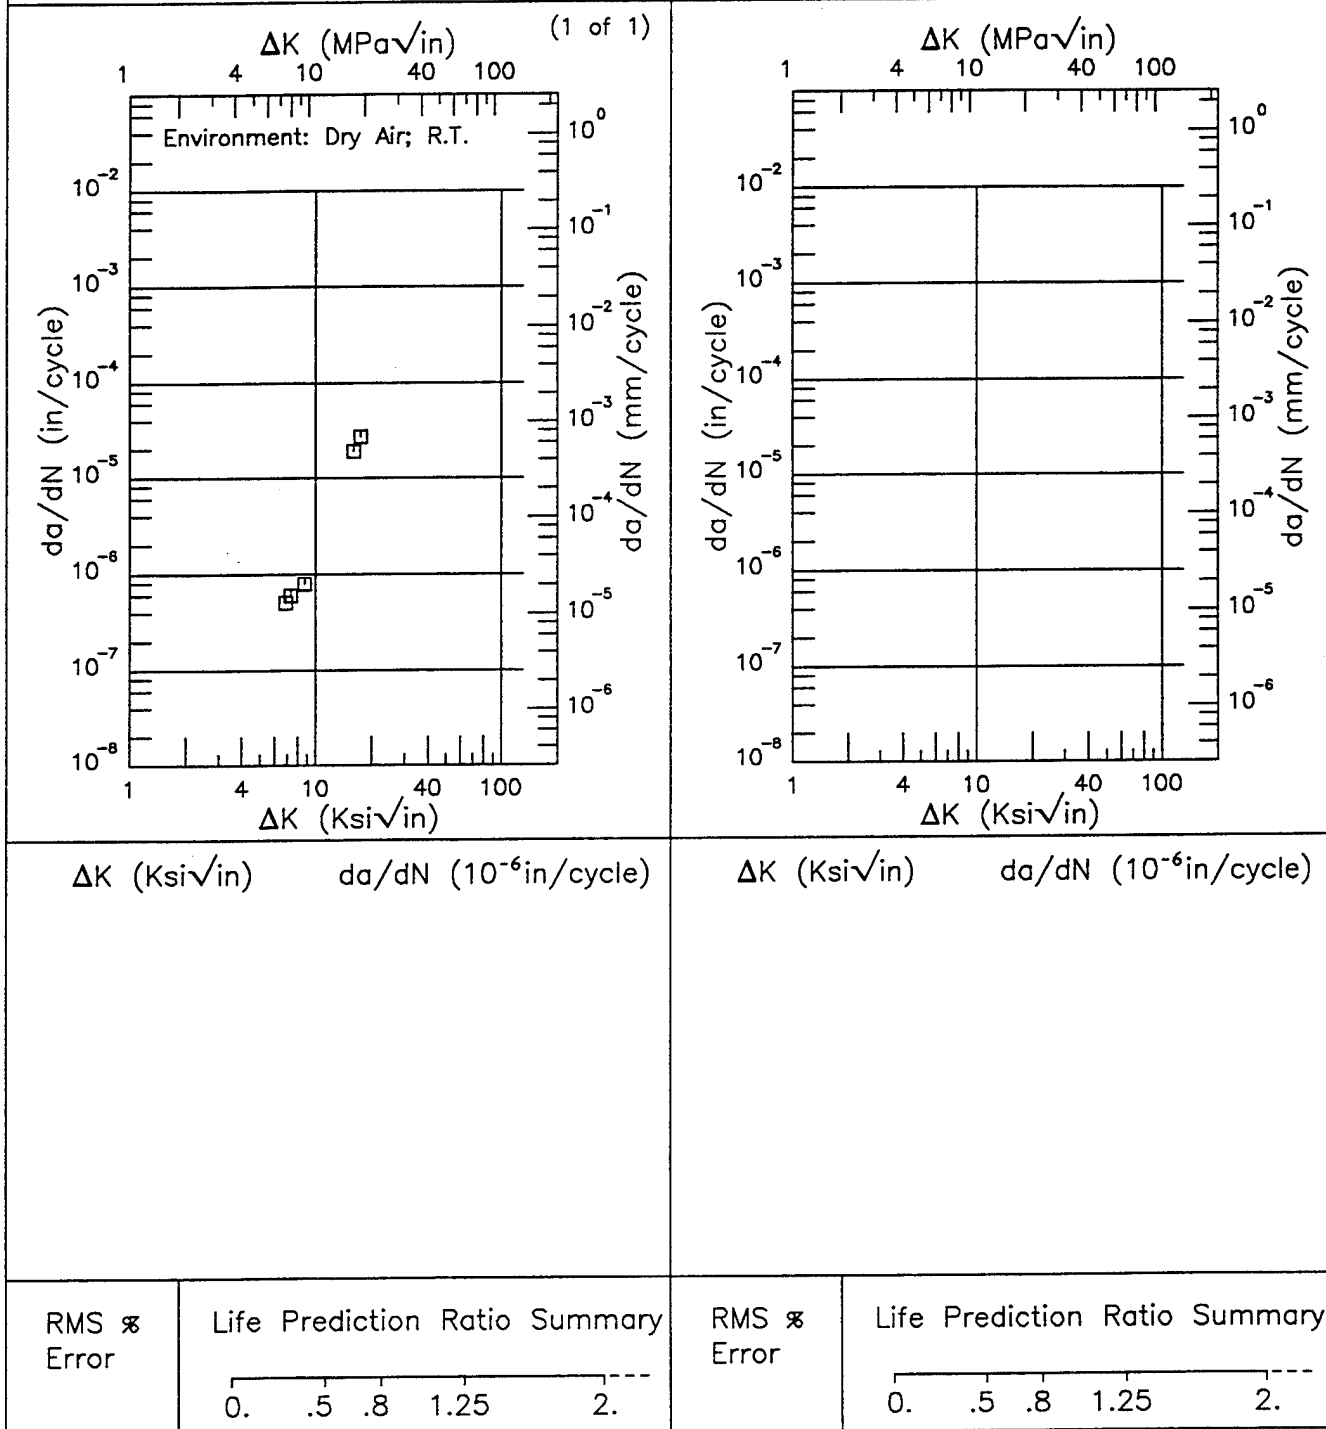 (1 of 1)
ΔK (MPa√in)
1 4 10 40 100
Environment: Dry Air; R.T.
da/dN (in/cycle)
10⁻²
10⁻³
10⁻⁴
10⁻⁵
10⁻⁶
10⁻⁷
10⁻⁸
da/dN (mm/cycle)
10⁰
10⁻¹
10⁻²
10⁻³
10⁻⁴
10⁻⁵
10⁻⁶
1 4 10 40 100
ΔK (Ksi√in)
ΔK (MPa√in)
1 4 10 40 100
da/dN (in/cycle)
10⁻²
10⁻³
10⁻⁴
10⁻⁵
10⁻⁶
10⁻⁷
10⁻⁸
da/dN (mm/cycle)
10⁰
10⁻¹
10⁻²
10⁻³
10⁻⁴
10⁻⁵
10⁻⁶
1 4 10 40 100
ΔK (Ksi√in)
ΔK (Ksi√in) da/dN (10⁻⁶in/cycle)
ΔK (Ksi√in) da/dN (10⁻⁶in/cycle)
RMS %
Error
Life Prediction Ratio Summary
0. .5 .8 1.25 2.
RMS %
Error
Life Prediction Ratio Summary
0. .5 .8 1.25 2.